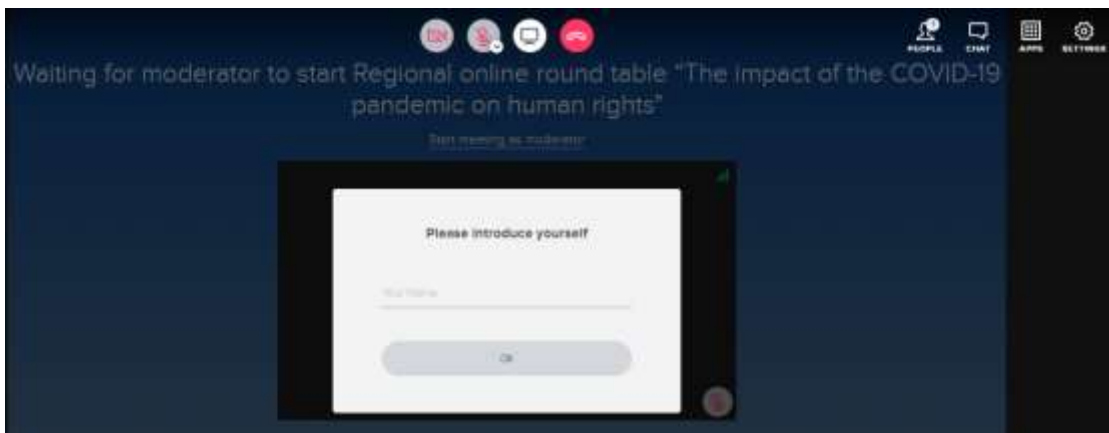 PEOPLE CHAT APPS SETTINGS
Waiting for moderator to start Regional online round table “The impact of the COVID-19
pandemic on human rights”
Start meeting as moderator
Please introduce yourself
Your Name
OK